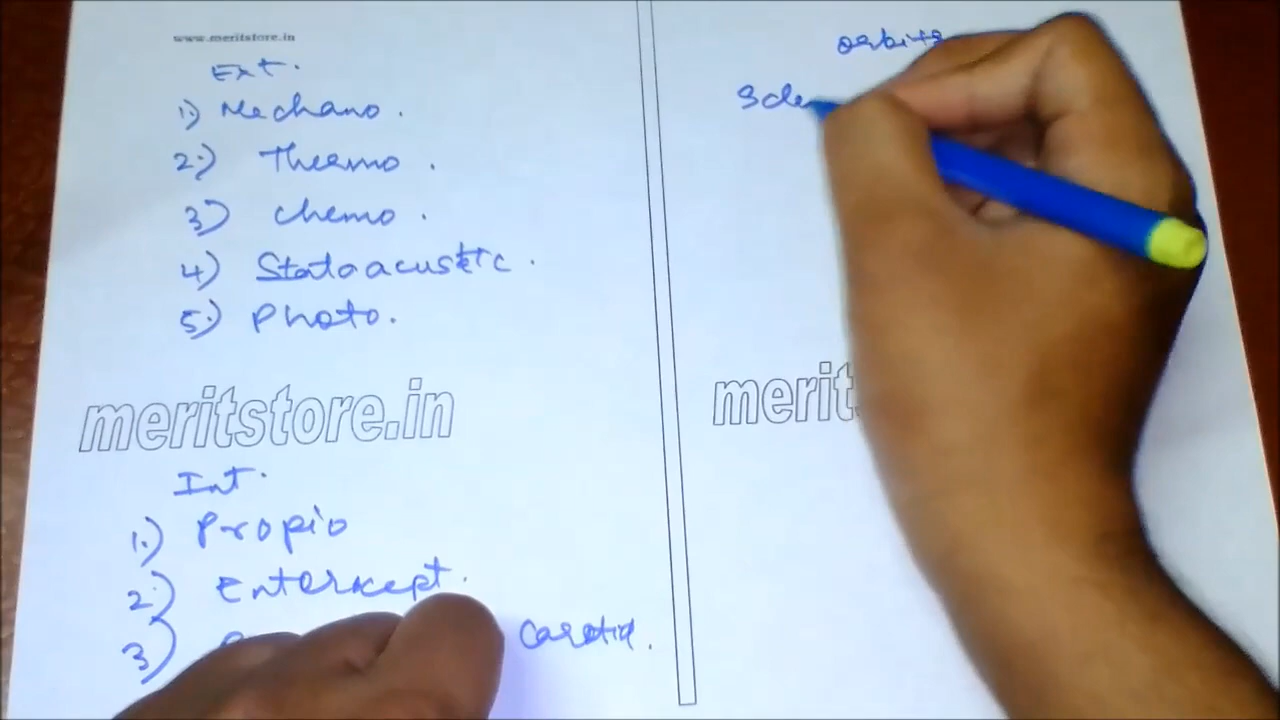 www.meritstore.in
Ext.
1.) Mechano.
2.) Thermo.
3.) chemo.
4.) Statoacustic.
5.) Photo.
meritstore.in
Int.
1.) Propio
2.) Enterocept.
3.) Carotid.
orbits
Scle
merit